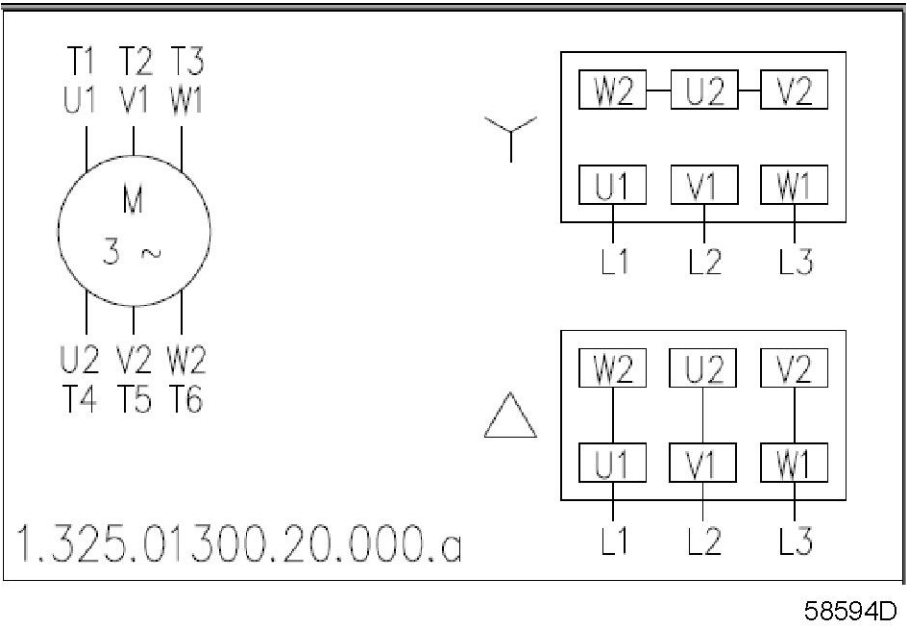 T1 T2 T3
U1 V1 W1
M
3 ~
U2 V2 W2
T4 T5 T6
W2 U2 V2
U1 V1 W1
L1 L2 L3
W2 U2 V2
U1 V1 W1
L1 L2 L3
1.325.01300.20.000.a
58594D